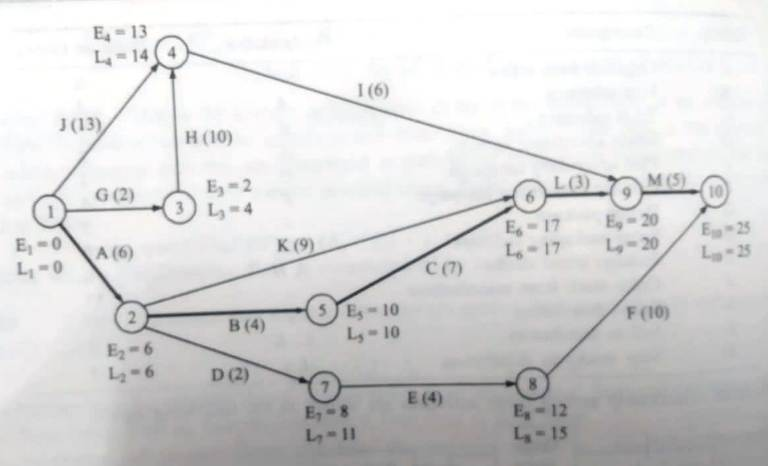 E₄ = 13
L₄ = 14
4
I (6)
J (13)
H (10)
G (2)
1
3
E₃ = 2
L₃ = 4
E₁ = 0
L₁ = 0
A (6)
K (9)
6
L (3)
9
M (5)
10
E₆ = 17
L₆ = 17
E₉ = 20
L₉ = 20
E₁₀ = 25
L₁₀ = 25
C (7)
2
B (4)
5
E₅ = 10
L₅ = 10
E₂ = 6
L₂ = 6
F (10)
D (2)
7
E (4)
8
E₇ = 8
L₇ = 11
E₈ = 12
L₈ = 15